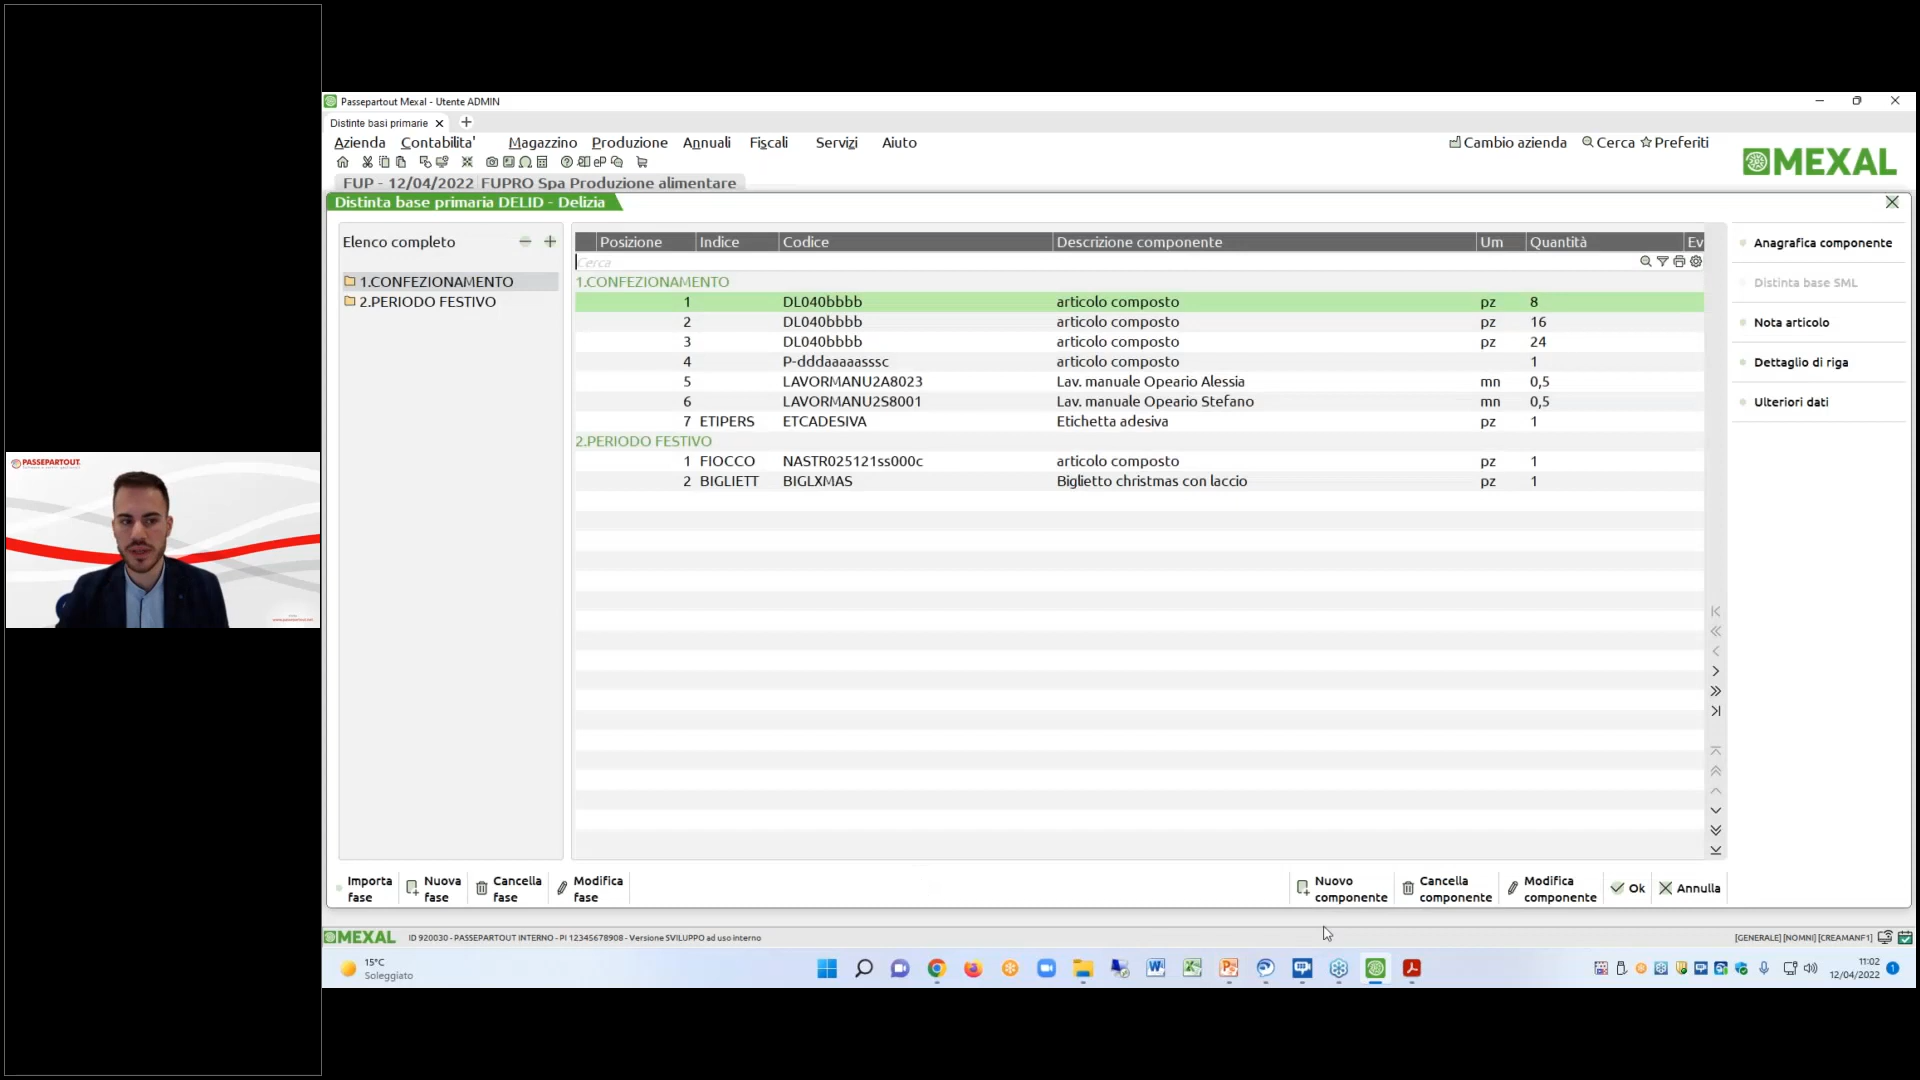 PASSEPARTOUT
Passepartout Mexal - Utente ADMIN
Distinte basi primarie
Azienda Contabilita' Magazzino Produzione Annuali Fiscali Servizi Aiuto
Cambio azienda Cerca Preferiti
MEXAL
FUP - 12/04/2022 FUPRO Spa Produzione alimentare
Distinta base primaria DELID - Delizia
Elenco completo
1.CONFEZIONAMENTO
2.PERIODO FESTIVO
Posizione Indice Codice Descrizione componente Um Quantità Ev
Cerca
1.CONFEZIONAMENTO
1 DL040bbbb articolo composto pz 8
2 DL040bbbb articolo composto pz 16
3 DL040bbbb articolo composto pz 24
4 P-dddaaaaasssc articolo composto 1
5 LAVORMANU2A8023 Lav. manuale Opeario Alessia mn 0,5
6 LAVORMANU2S8001 Lav. manuale Opeario Stefano mn 0,5
7 ETIPERS ETCADESIVA Etichetta adesiva pz 1
2.PERIODO FESTIVO
1 FIOCCO NASTR025121ss000c articolo composto pz 1
2 BIGLIETT BIGLXMAS Biglietto christmas con laccio pz 1
Anagrafica componente
Distinta base SML
Nota articolo
Dettaglio di riga
Ulteriori dati
Importa fase
Nuova fase
Cancella fase
Modifica fase
Nuovo componente
Cancella componente
Modifica componente
Ok
Annulla
MEXAL ID 920030 - PASSEPARTOUT INTERNO - PI 12345678908 - Versione SVILUPPO ad uso interno
[GENERALE] [NOMNI] [CREAMANF1]
15°C
Soleggiato
11:02
12/04/2022
1